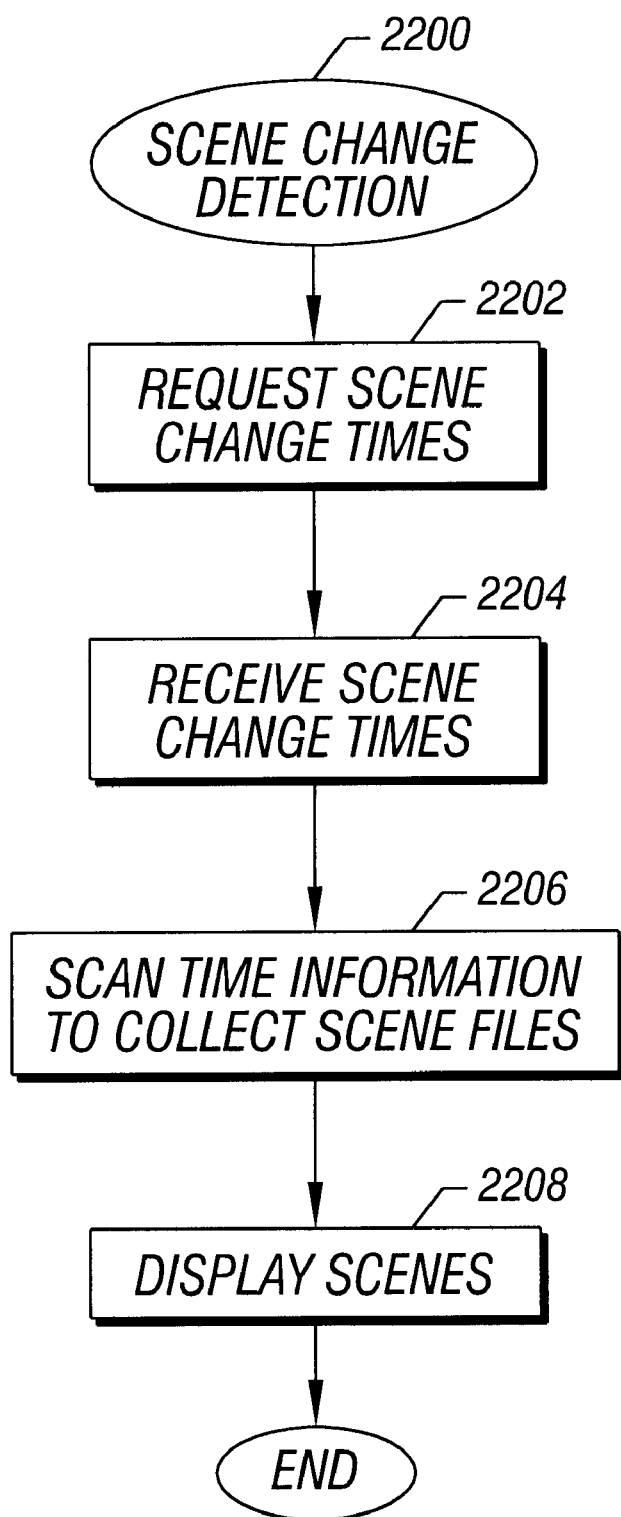 2200
SCENE CHANGE
DETECTION
2202
REQUEST SCENE
CHANGE TIMES
2204
RECEIVE SCENE
CHANGE TIMES
2206
SCAN TIME INFORMATION
TO COLLECT SCENE FILES
2208
DISPLAY SCENES
END